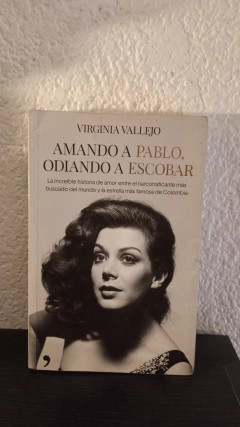 VIRGINIA VALLEJO
AMANDO A PABLO,
ODIANDO A ESCOBAR
La increíble historia de amor entre el narcotraficante más
buscado del mundo y la estrella más famosa de Colombia